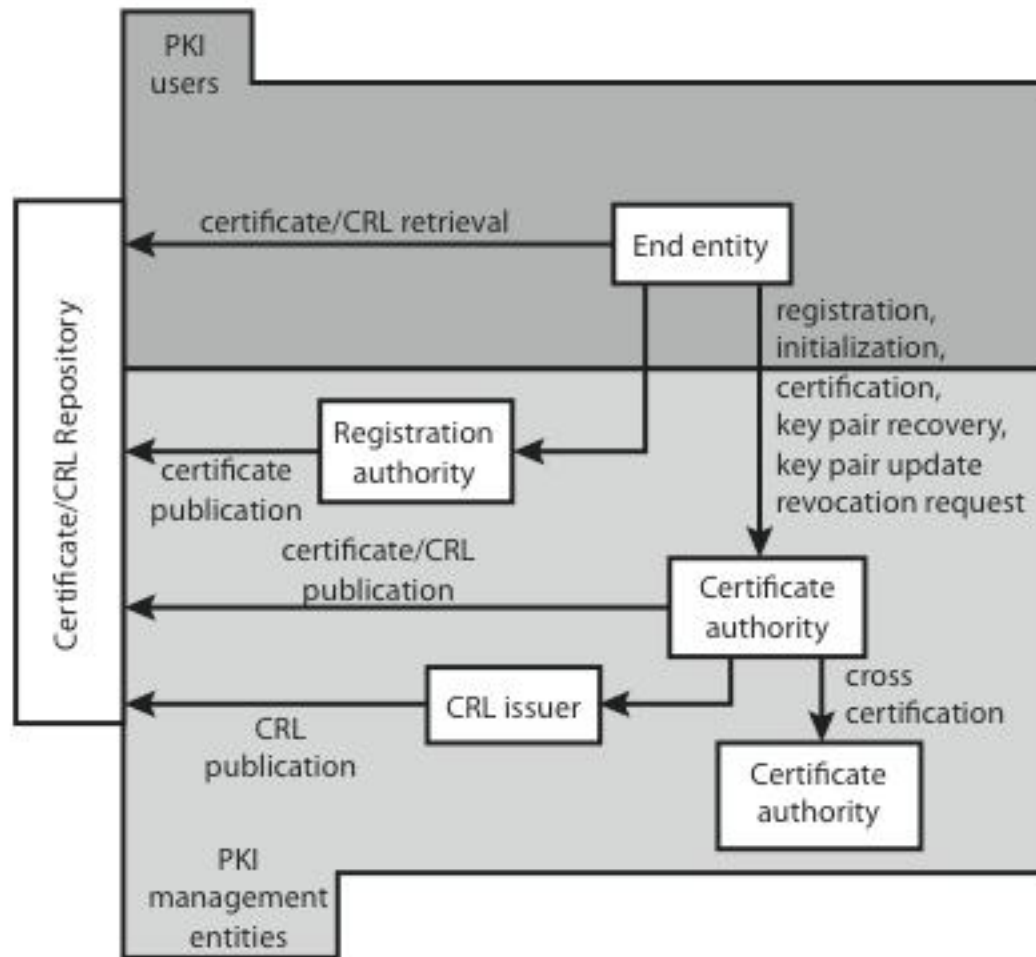 PKI
users
certificate/CRL retrieval
End entity
Certificate/CRL Repository
registration,
initialization,
certification,
key pair recovery,
key pair update
revocation request
Registration
authority
certificate
publication
certificate/CRL
publication
Certificate
authority
CRL issuer
cross
certification
CRL
publication
Certificate
authority
PKI
management
entities